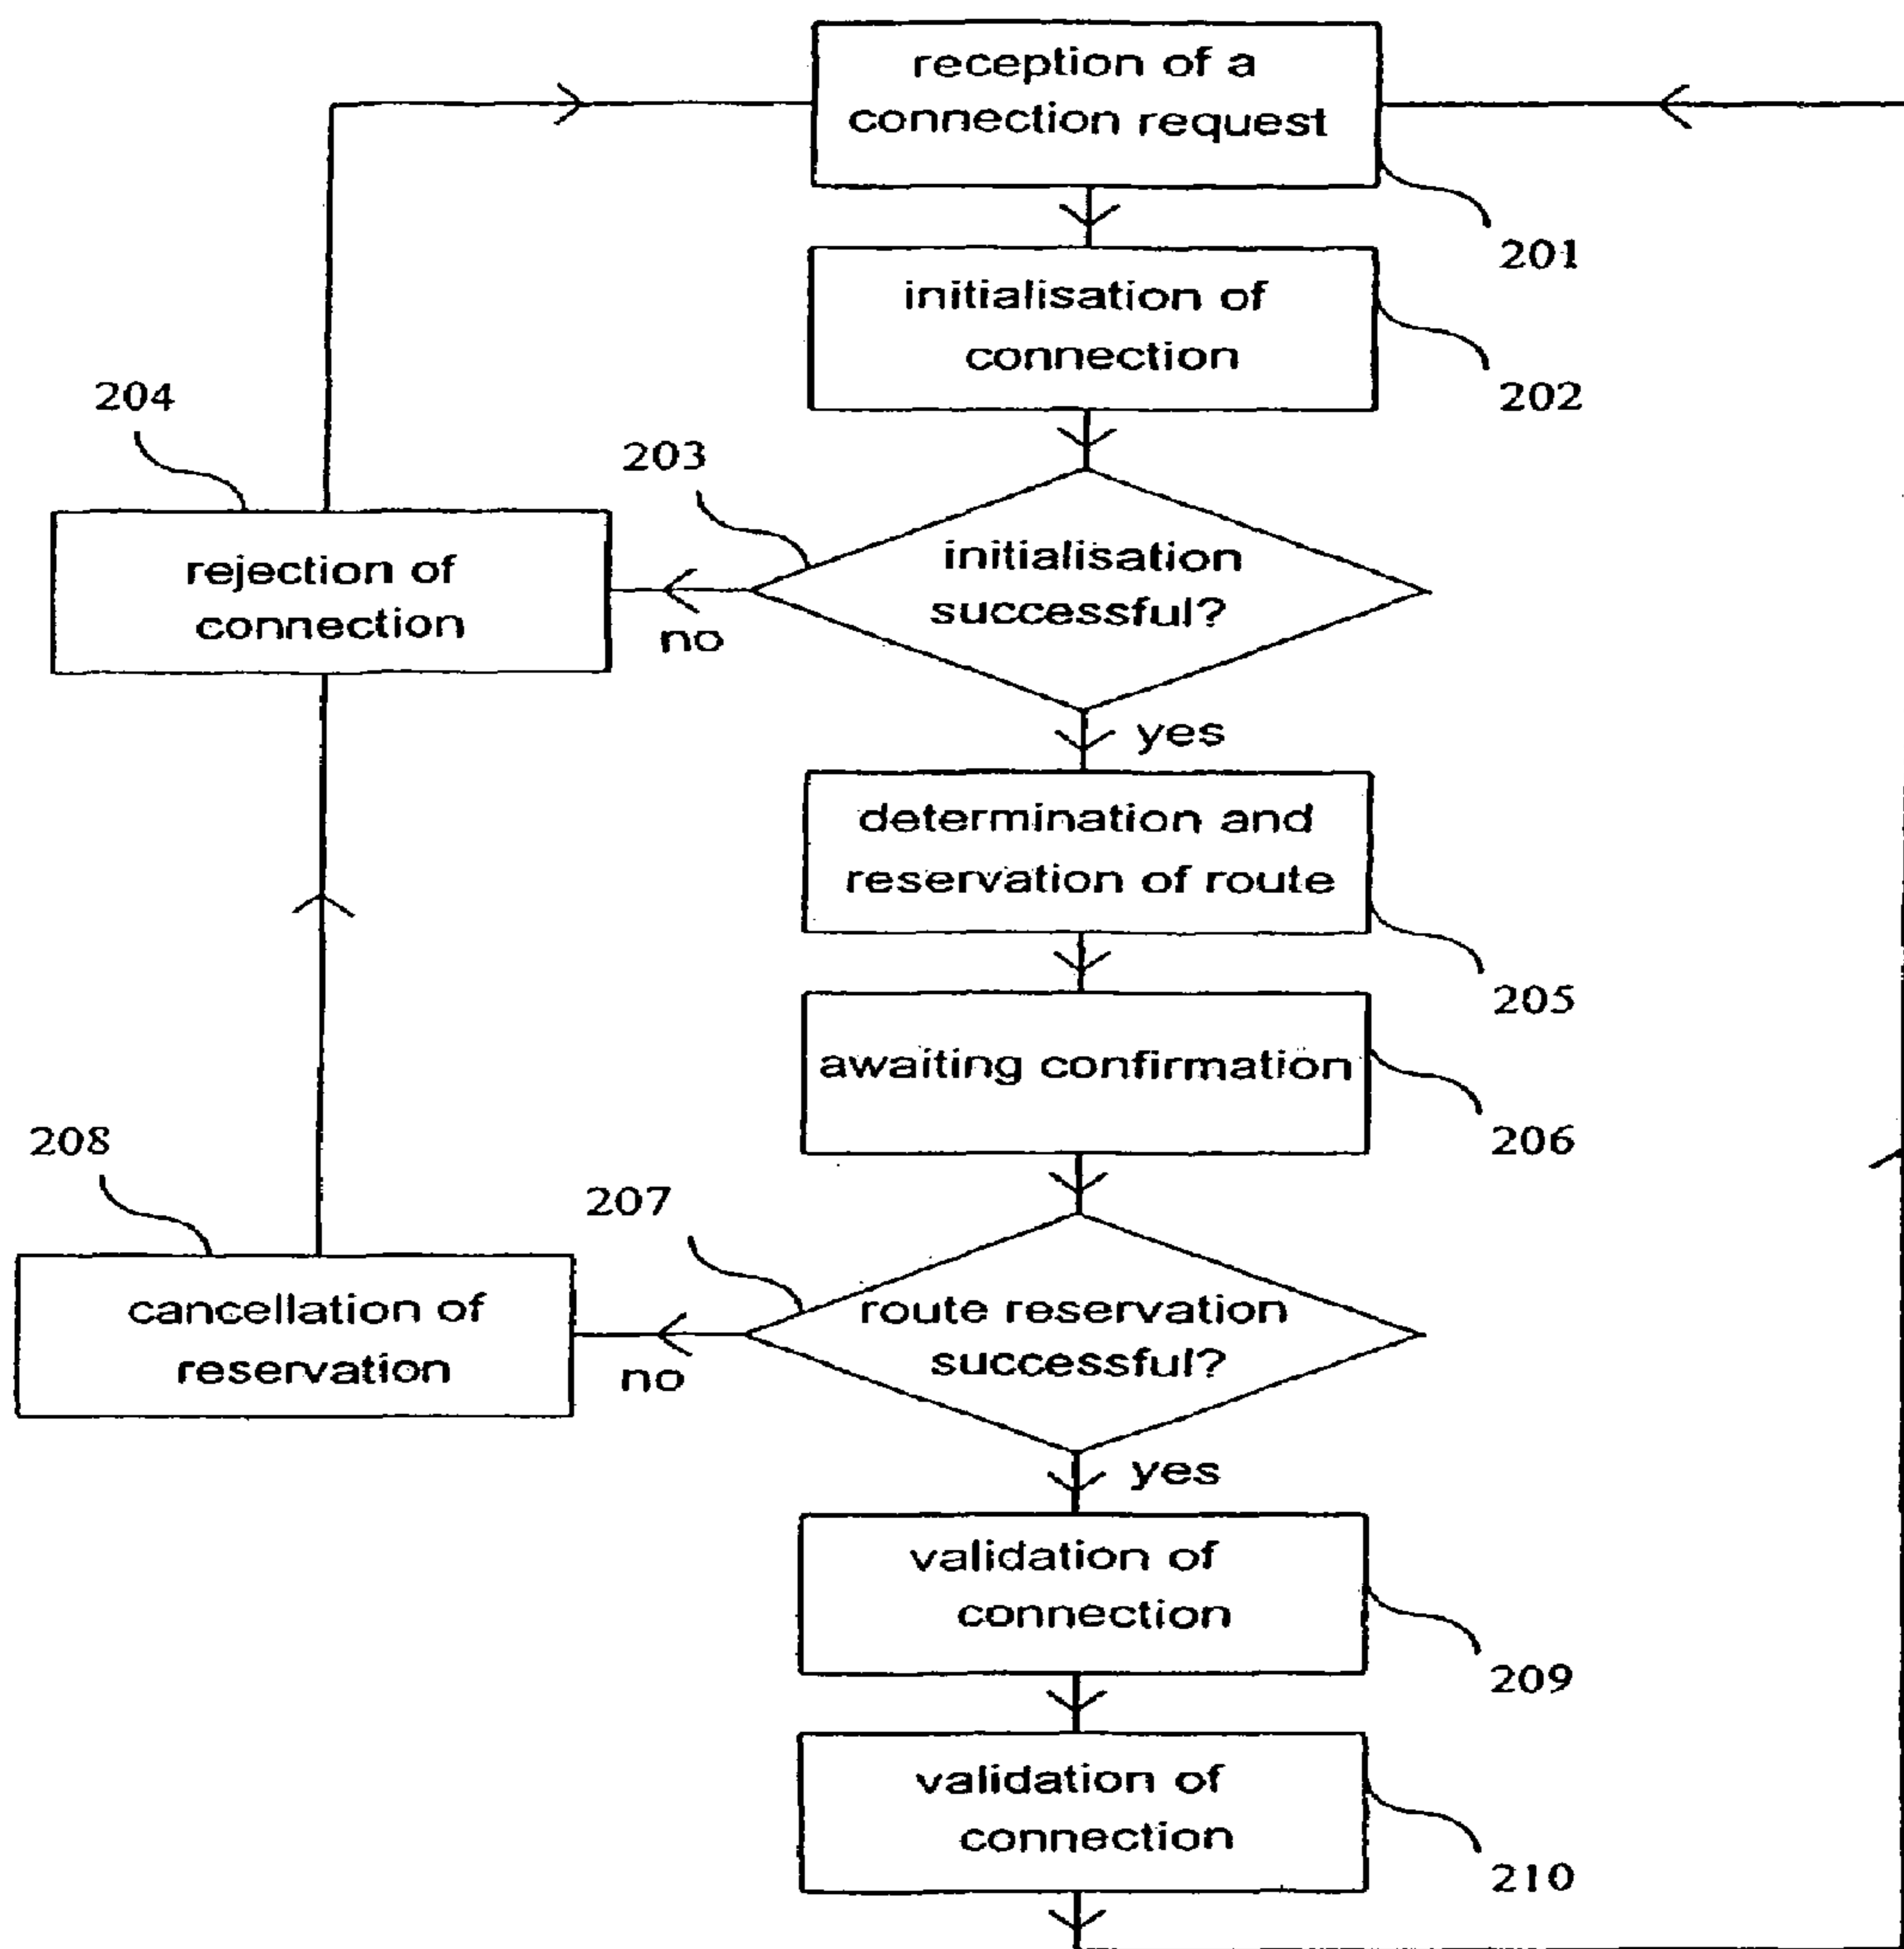 reception of a
connection request
201
initialisation of
connection
202
204
203
rejection of
connection
initialisation
successful?
no
yes
determination and
reservation of route
205
awaiting confirmation
206
208
207
cancellation of
reservation
route reservation
successful?
no
yes
validation of
connection
209
validation of
connection
210